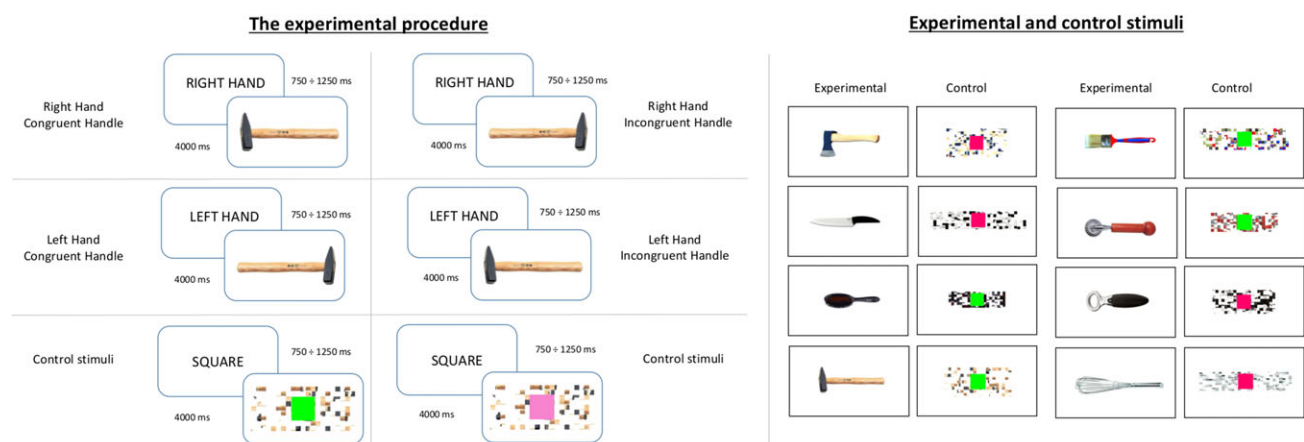 The experimental procedure
Right Hand
Congruent Handle
RIGHT HAND
750 ÷ 1250 ms
4000 ms
RIGHT HAND
750 ÷ 1250 ms
4000 ms
Right Hand
Incongruent Handle
Left Hand
Congruent Handle
LEFT HAND
750 ÷ 1250 ms
4000 ms
LEFT HAND
750 ÷ 1250 ms
4000 ms
Left Hand
Incongruent Handle
Control stimuli
SQUARE
750 ÷ 1250 ms
4000 ms
SQUARE
750 ÷ 1250 ms
4000 ms
Control stimuli
Experimental and control stimuli
Experimental
Control
Experimental
Control